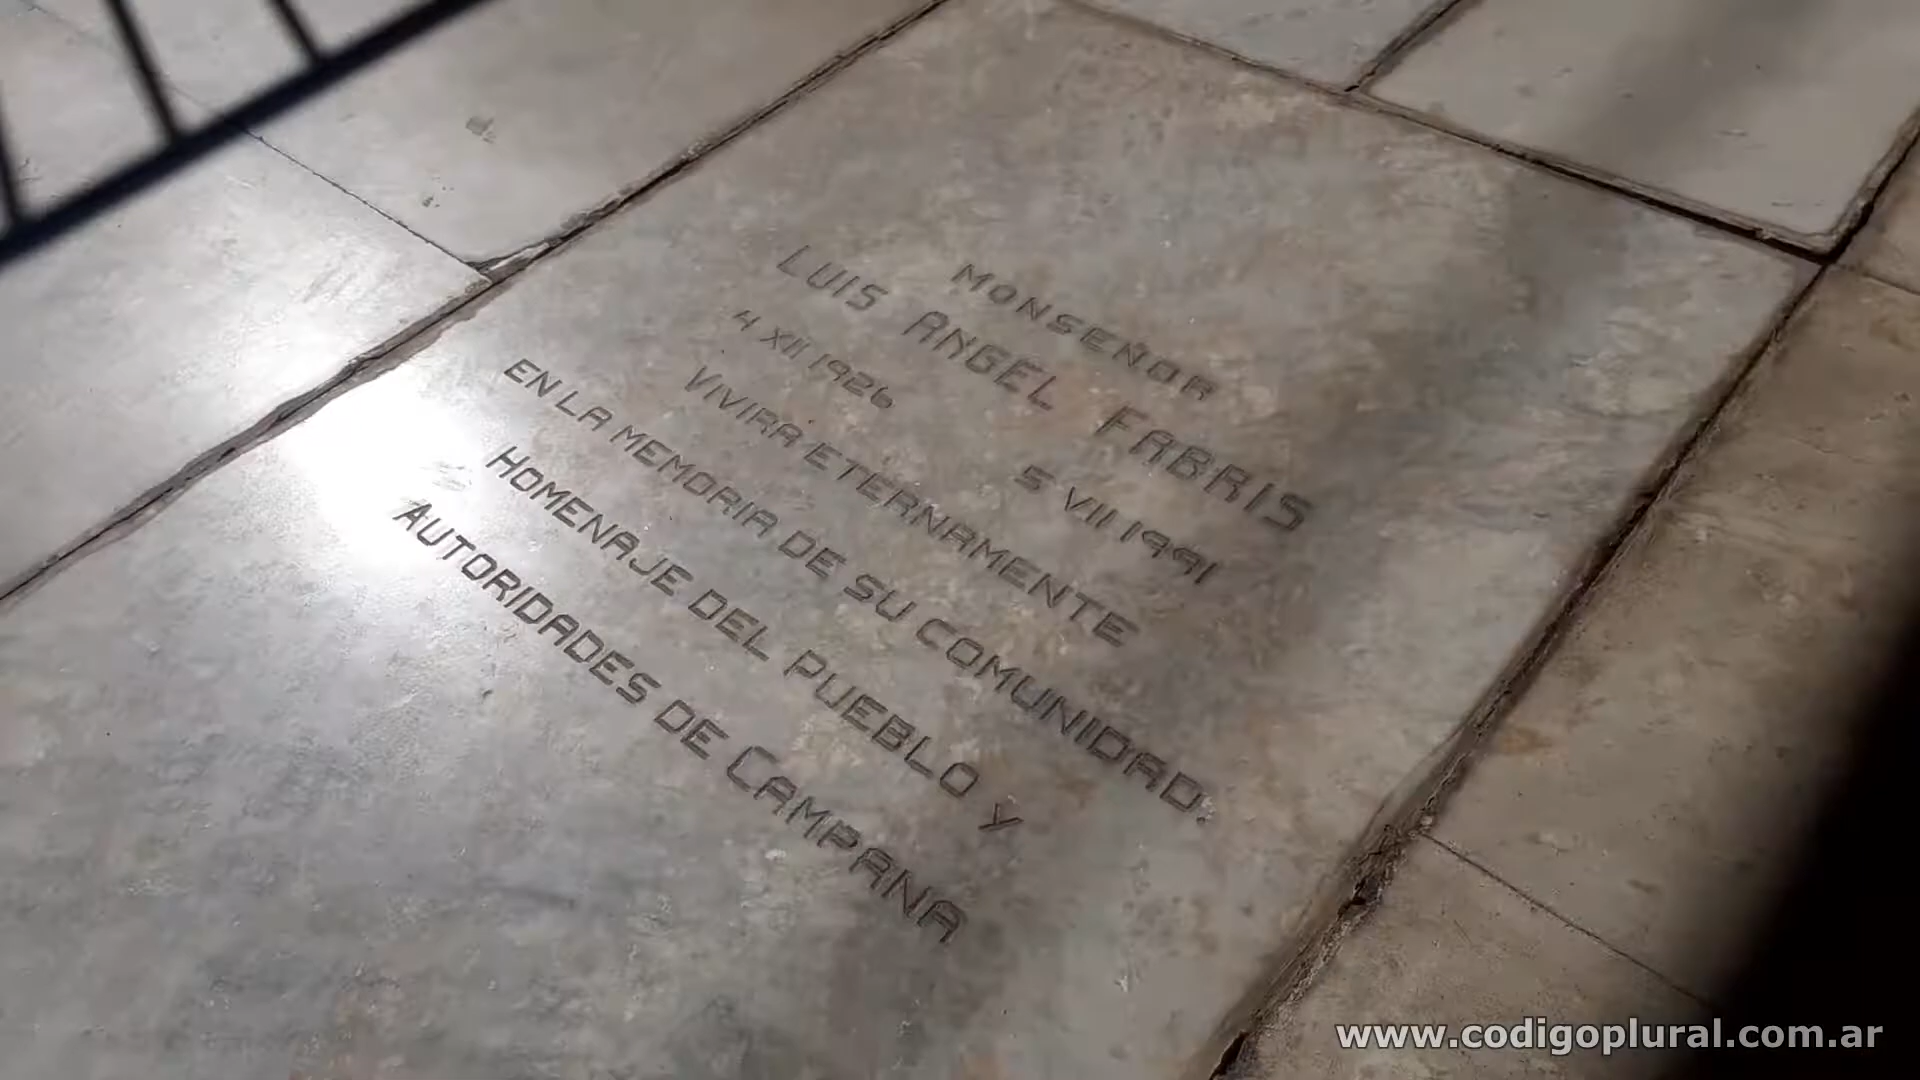 MONSEÑOR
LUIS ANGEL FABRIS
4 XII 1926 5 VII 1991
VIVIRA ETERNAMENTE
EN LA MEMORIA DE SU COMUNIDAD.
HOMENAJE DEL PUEBLO Y
AUTORIDADES DE CAMPANA
www.codigoplural.com.ar